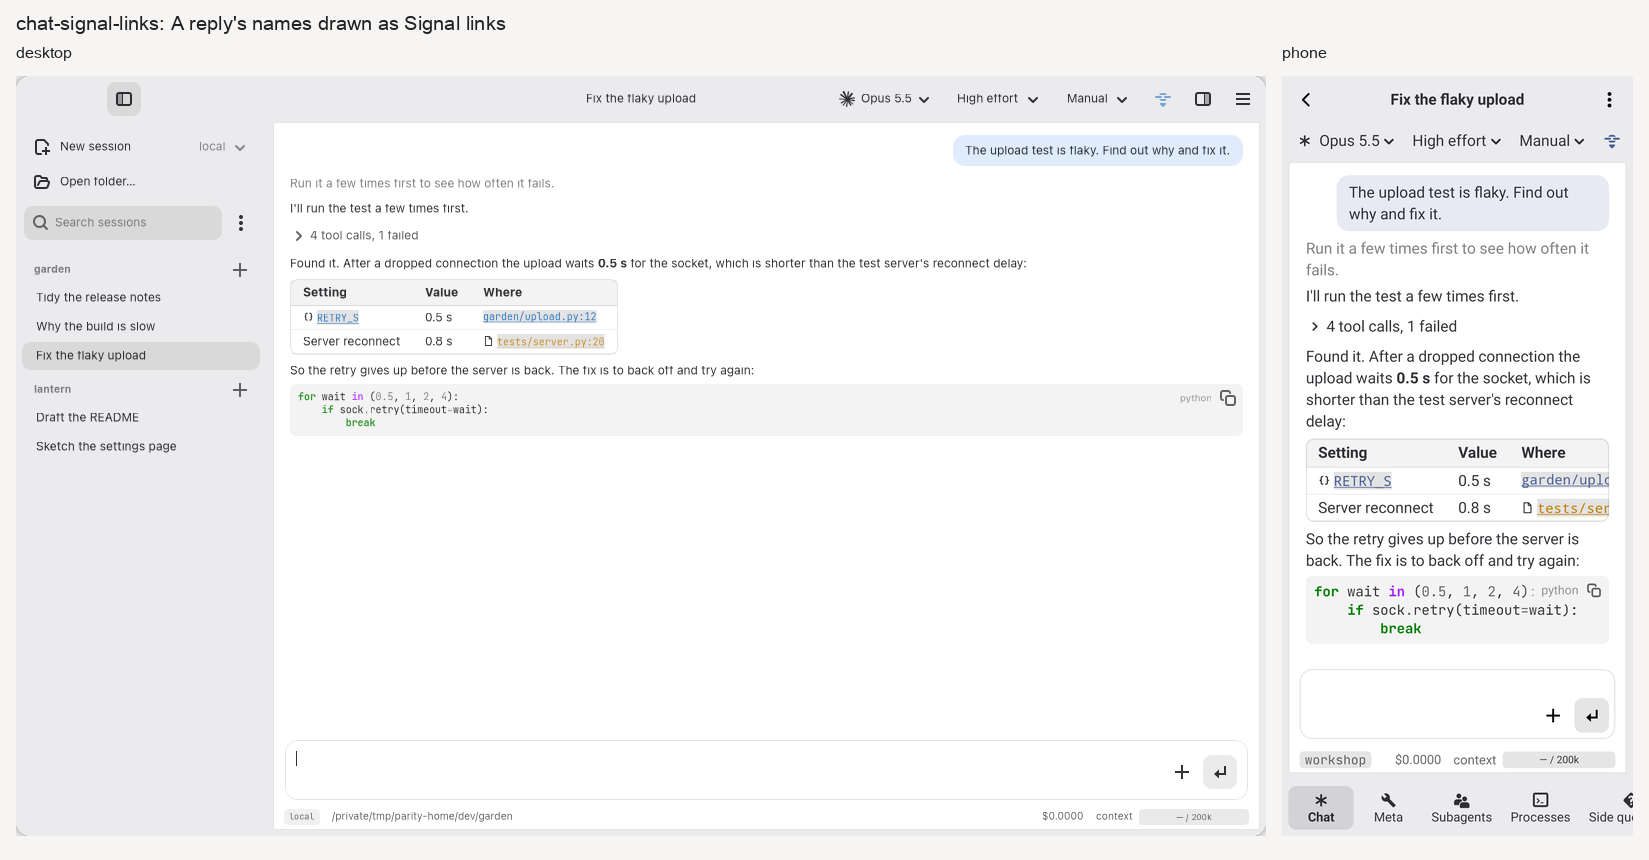 chat-signal-links: A reply's names drawn as Signal links
desktop
Fix the flaky upload
Opus 5.5
High effort
Manual
New session
local
Open folder...
Search sessions
garden
Tidy the release notes
Why the build is slow
Fix the flaky upload
lantern
Draft the README
Sketch the settings page
The upload test is flaky. Find out why and fix it.
Run it a few times first to see how often it fails.
I'll run the test a few times first.
4 tool calls, 1 failed
Found it. After a dropped connection the upload waits 0.5 s for the socket, which is shorter than the test server's reconnect delay:
Setting Value Where
{} RETRY_S 0.5 s garden/upload.py:12
Server reconnect 0.8 s tests/server.py:20
So the retry gives up before the server is back. The fix is to back off and try again:
for wait in (0.5, 1, 2, 4):
if sock.retry(timeout=wait):
break
python
local
/private/tmp/parity-home/dev/garden
$0.0000
context
– / 200k
phone
Fix the flaky upload
Opus 5.5
High effort
Manual
The upload test is flaky. Find out
why and fix it.
Run it a few times first to see how often it
fails.
I'll run the test a few times first.
4 tool calls, 1 failed
Found it. After a dropped connection the
upload waits 0.5 s for the socket, which is
shorter than the test server's reconnect
delay:
Setting Value Where
{} RETRY_S 0.5 s garden/uplo
Server reconnect 0.8 s tests/ser
So the retry gives up before the server is
back. The fix is to back off and try again:
for wait in (0.5, 1, 2, 4): python
if sock.retry(timeout=wait):
break
workshop
$0.0000
context
– / 200k
Chat
Meta
Subagents
Processes
Side qu